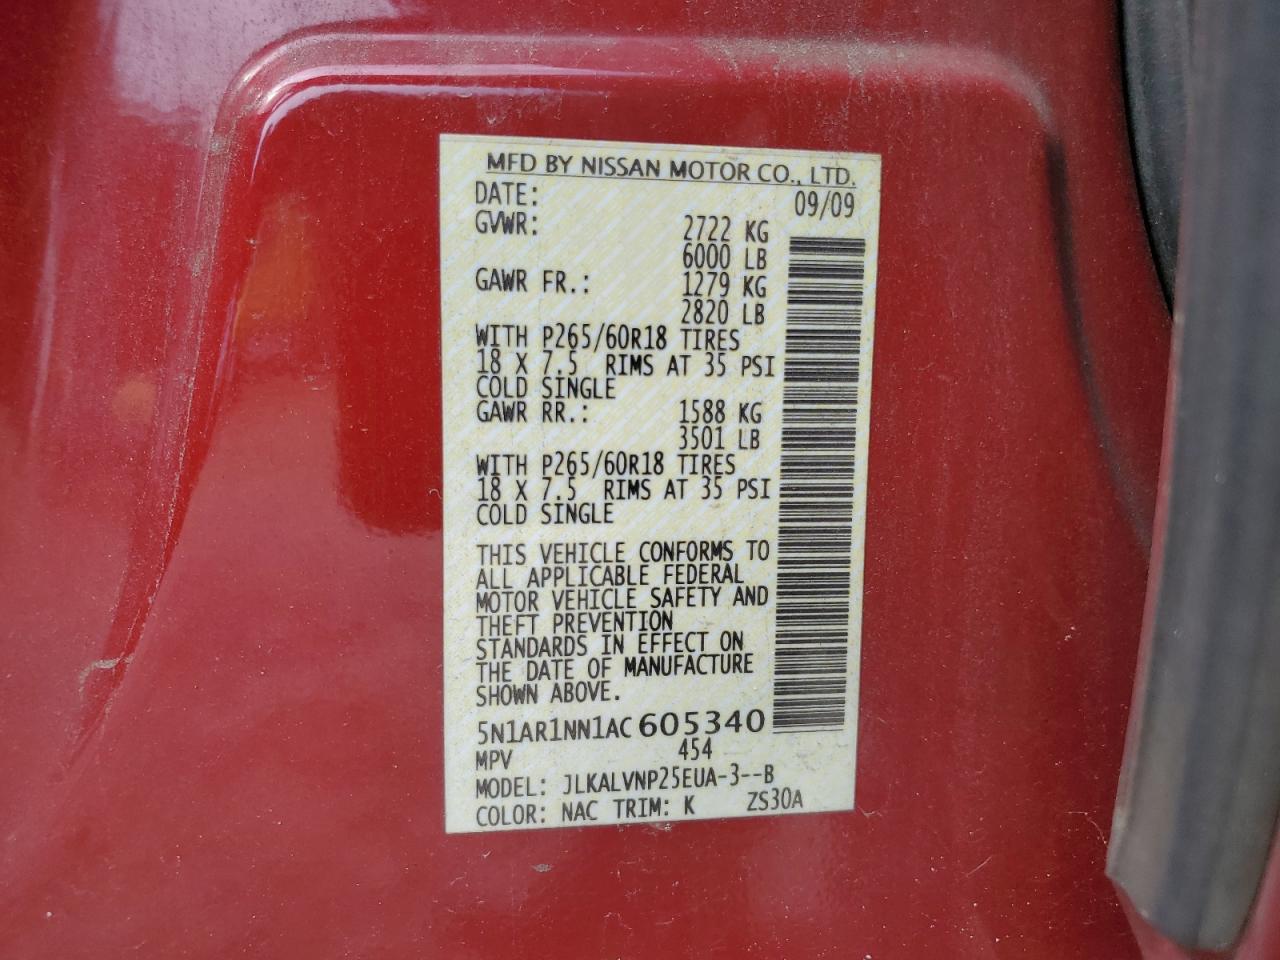 MFD BY NISSAN MOTOR CO., LTD.
DATE: 09/09
GVWR: 2722 KG
6000 LB
GAWR FR.: 1279 KG
2820 LB
WITH P265/60R18 TIRES
18 X 7.5 RIMS AT 35 PSI
COLD SINGLE
GAWR RR.: 1588 KG
3501 LB
WITH P265/60R18 TIRES
18 X 7.5 RIMS AT 35 PSI
COLD SINGLE
THIS VEHICLE CONFORMS TO
ALL APPLICABLE FEDERAL
MOTOR VEHICLE SAFETY AND
THEFT PREVENTION
STANDARDS IN EFFECT ON
THE DATE OF MANUFACTURE
SHOWN ABOVE.
5N1AR1NN1AC605340
MPV 454
MODEL: JLKALVNP25EUA-3--B
COLOR: NAC TRIM: K ZS30A